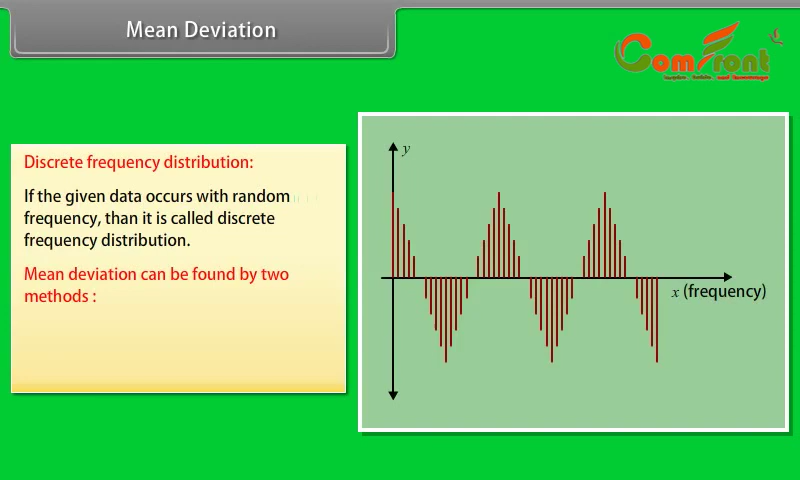 Mean Deviation
ComFront
Discrete frequency distribution:
If the given data occurs with random
frequency, than it is called discrete
frequency distribution.
Mean deviation can be found by two
methods :
y
x (frequency)